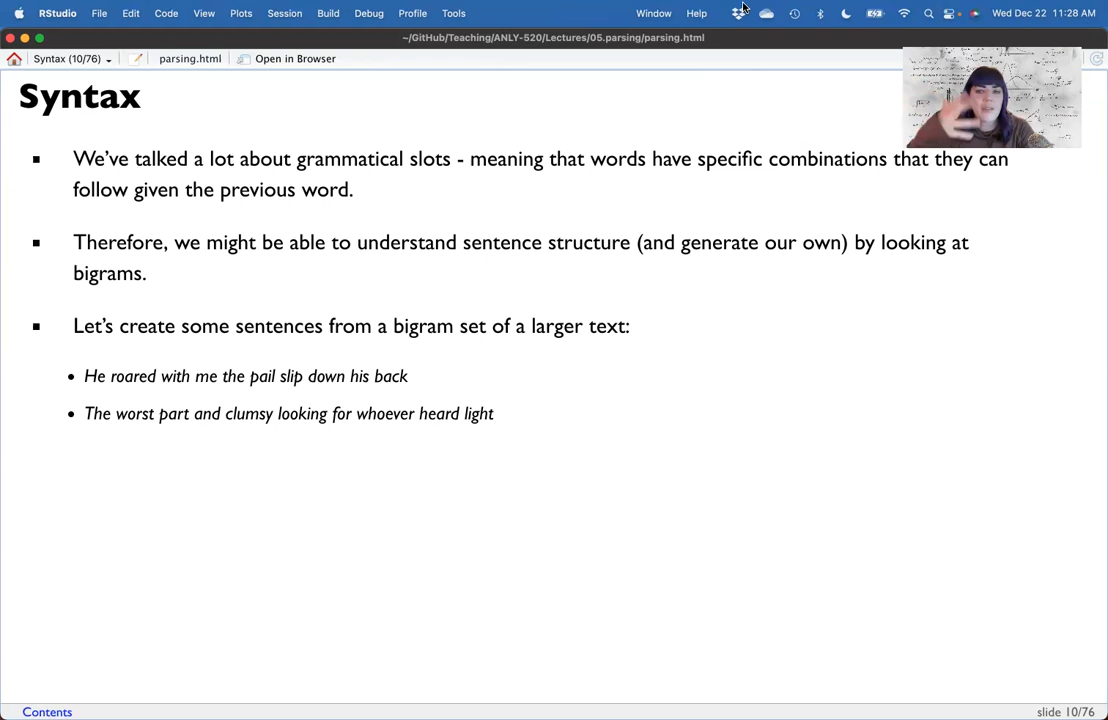 RStudio File Edit Code View Plots Session Build Debug Profile Tools Window Help Wed Dec 22 11:28 AM
~/GitHub/Teaching/ANLY-520/Lectures/05.parsing/parsing.html
Syntax (10/76) parsing.html Open in Browser
Syntax
We've talked a lot about grammatical slots - meaning that words have specific combinations that they can
follow given the previous word.
Therefore, we might be able to understand sentence structure (and generate our own) by looking at
bigrams.
Let's create some sentences from a bigram set of a larger text:
He roared with me the pail slip down his back
The worst part and clumsy looking for whoever heard light
Contents slide 10/76